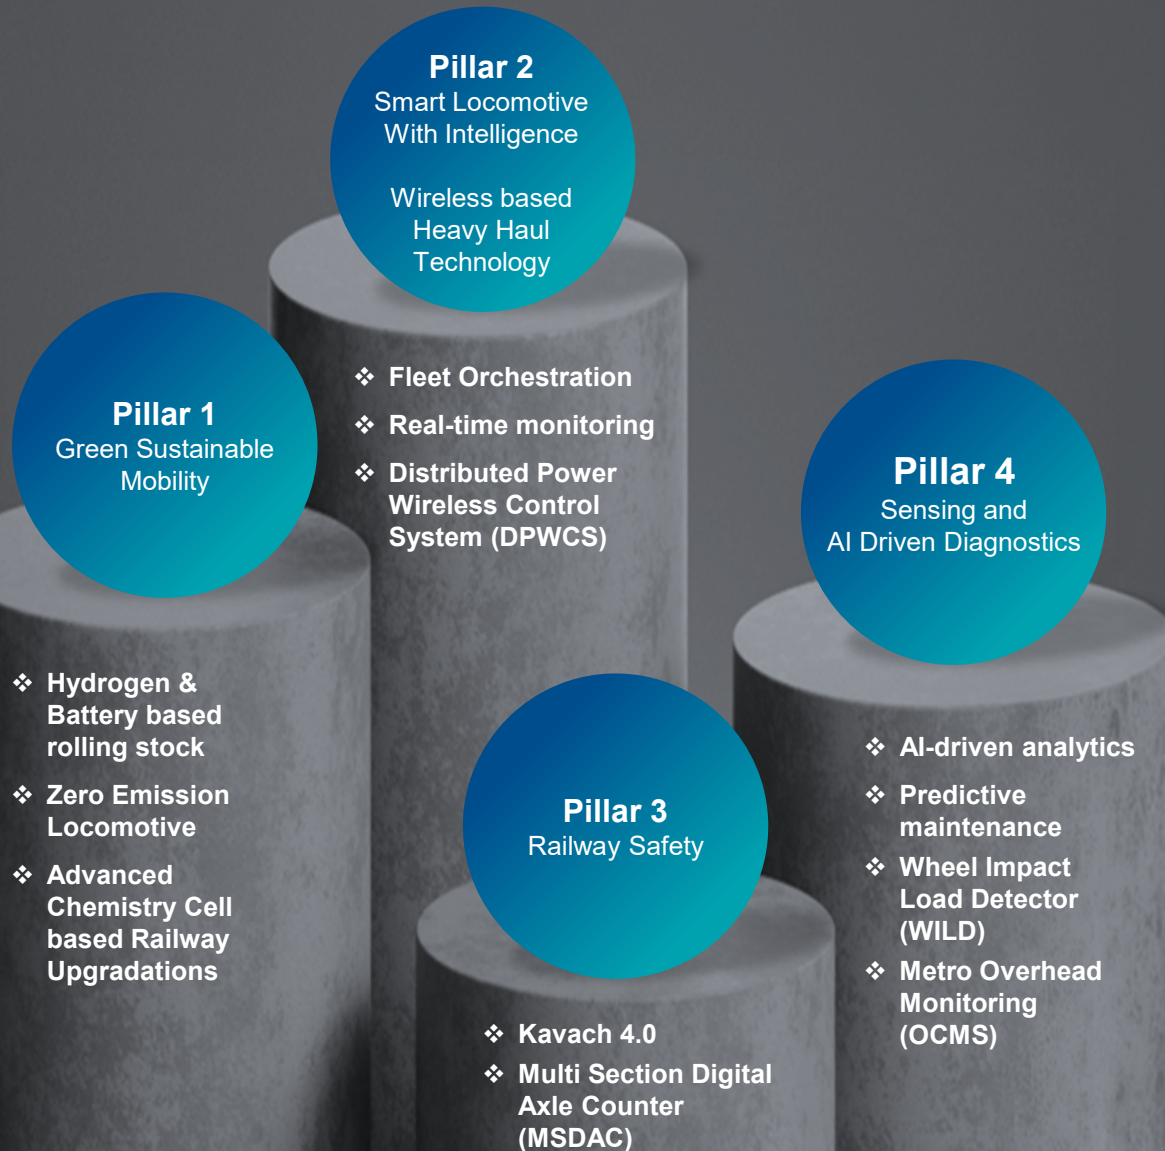 Pillar 1
Green Sustainable
Mobility
❖ Hydrogen &
Battery based
rolling stock
❖ Zero Emission
Locomotive
❖ Advanced
Chemistry Cell
based Railway
Upgradations
Pillar 2
Smart Locomotive
With Intelligence
Wireless based
Heavy Haul
Technology
❖ Fleet Orchestration
❖ Real-time monitoring
❖ Distributed Power
Wireless Control
System (DPWCS)
Pillar 3
Railway Safety
❖ Kavach 4.0
❖ Multi Section Digital
Axle Counter
(MSDAC)
Pillar 4
Sensing and
AI Driven Diagnostics
❖ AI-driven analytics
❖ Predictive
maintenance
❖ Wheel Impact
Load Detector
(WILD)
❖ Metro Overhead
Monitoring
(OCMS)